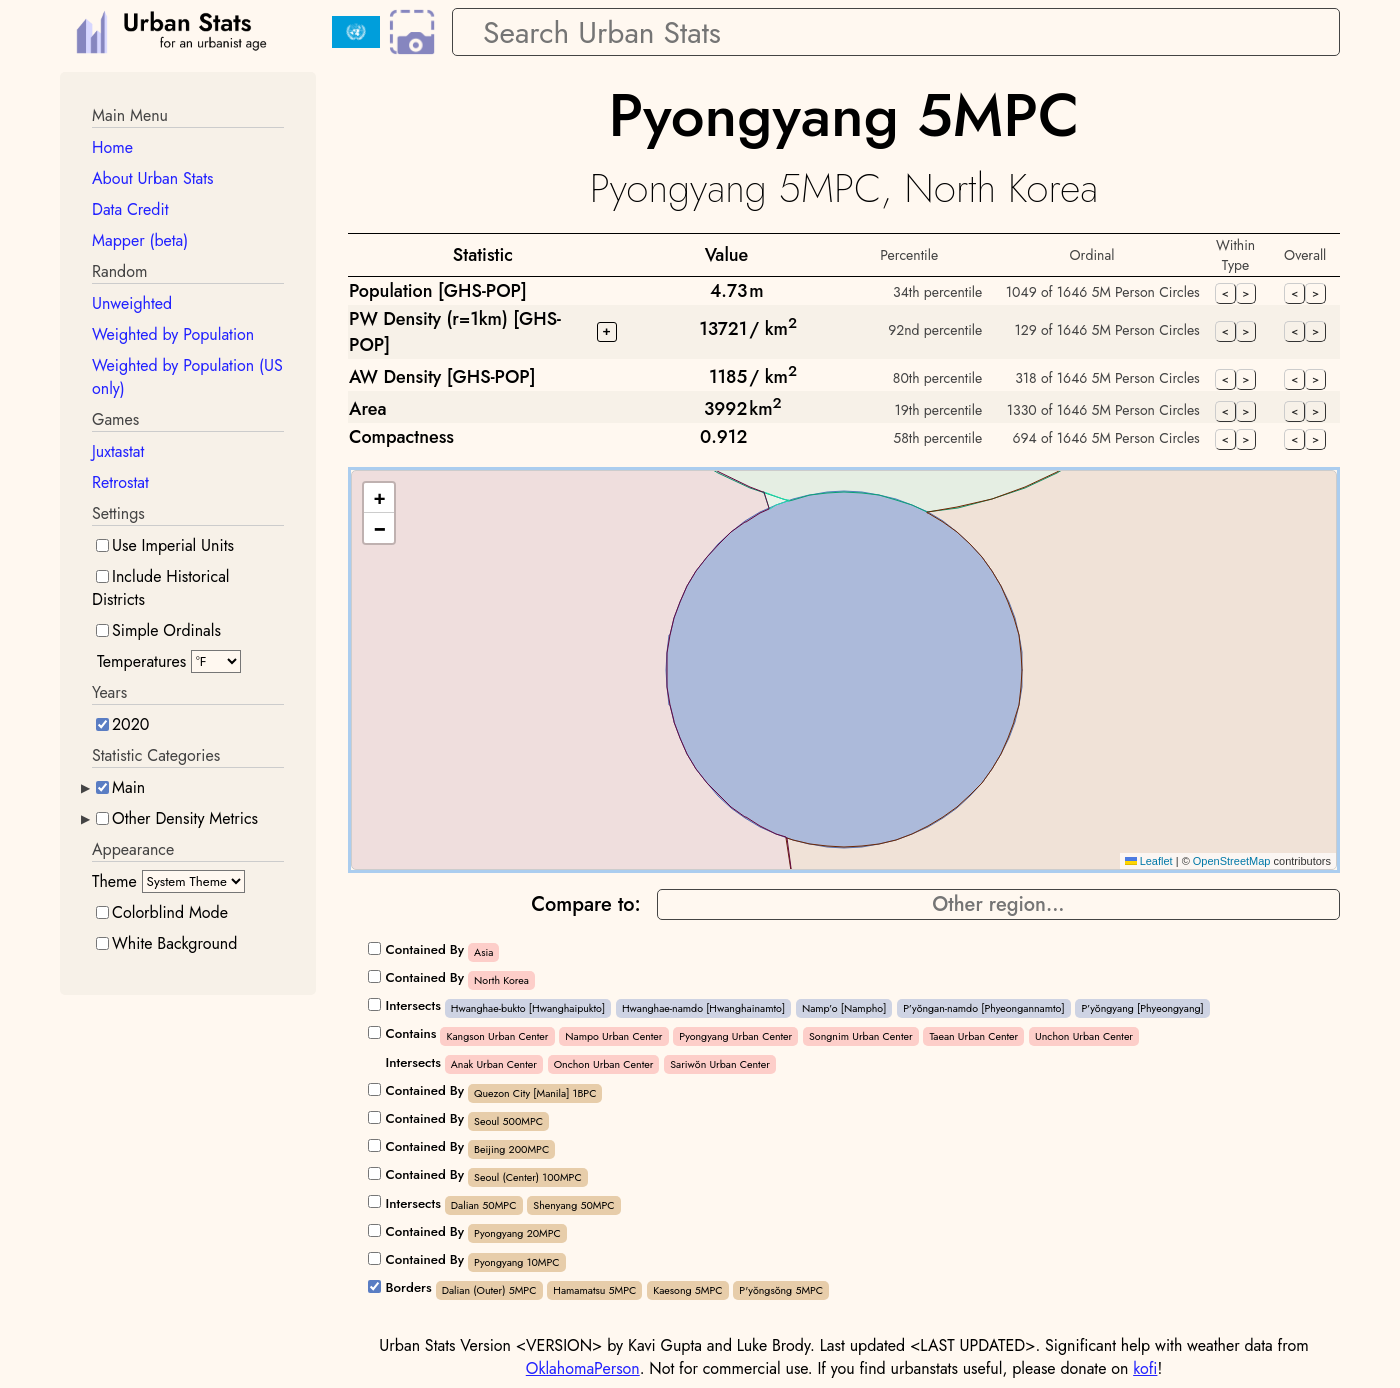 Urban Stats
for an urbanist age
Search Urban Stats
Main Menu
Home
About Urban Stats
Data Credit
Mapper (beta)
Random
Unweighted
Weighted by Population
Weighted by Population (US
only)
Games
Juxtastat
Retrostat
Settings
Use Imperial Units
Include Historical
Districts
Simple Ordinals
Temperatures °F
Years
2020
Statistic Categories
Main
Other Density Metrics
Appearance
Theme System Theme
Colorblind Mode
White Background
Pyongyang 5MPC
Pyongyang 5MPC, North Korea
Statistic Value Percentile Ordinal Within Type Overall
Population [GHS-POP] 4.73m 34th percentile 1049 of 1646 5M Person Circles < > < >
PW Density (r=1km) [GHS-
POP] + 13721/ km² 92nd percentile 129 of 1646 5M Person Circles < > < >
AW Density [GHS-POP] 1185/ km² 80th percentile 318 of 1646 5M Person Circles < > < >
Area 3992km² 19th percentile 1330 of 1646 5M Person Circles < > < >
Compactness 0.912 58th percentile 694 of 1646 5M Person Circles < > < >
+
−
Leaflet | © OpenStreetMap contributors
Compare to: Other region...
Contained By Asia
Contained By North Korea
Intersects Hwanghae-bukto [Hwanghaipukto] Hwanghae-namdo [Hwanghainamto] Namp'o [Nampho] P'yŏngan-namdo [Phyeongannamto] P'yŏngyang [Phyeongyang]
Contains Kangson Urban Center Nampo Urban Center Pyongyang Urban Center Songnim Urban Center Taean Urban Center Unchon Urban Center
Intersects Anak Urban Center Onchon Urban Center Sariwŏn Urban Center
Contained By Quezon City [Manila] 1BPC
Contained By Seoul 500MPC
Contained By Beijing 200MPC
Contained By Seoul (Center) 100MPC
Intersects Dalian 50MPC Shenyang 50MPC
Contained By Pyongyang 20MPC
Contained By Pyongyang 10MPC
Borders Dalian (Outer) 5MPC Hamamatsu 5MPC Kaesong 5MPC P'yŏngsŏng 5MPC
Urban Stats Version <VERSION> by Kavi Gupta and Luke Brody. Last updated <LAST UPDATED>. Significant help with weather data from
OklahomaPerson. Not for commercial use. If you find urbanstats useful, please donate on kofi!